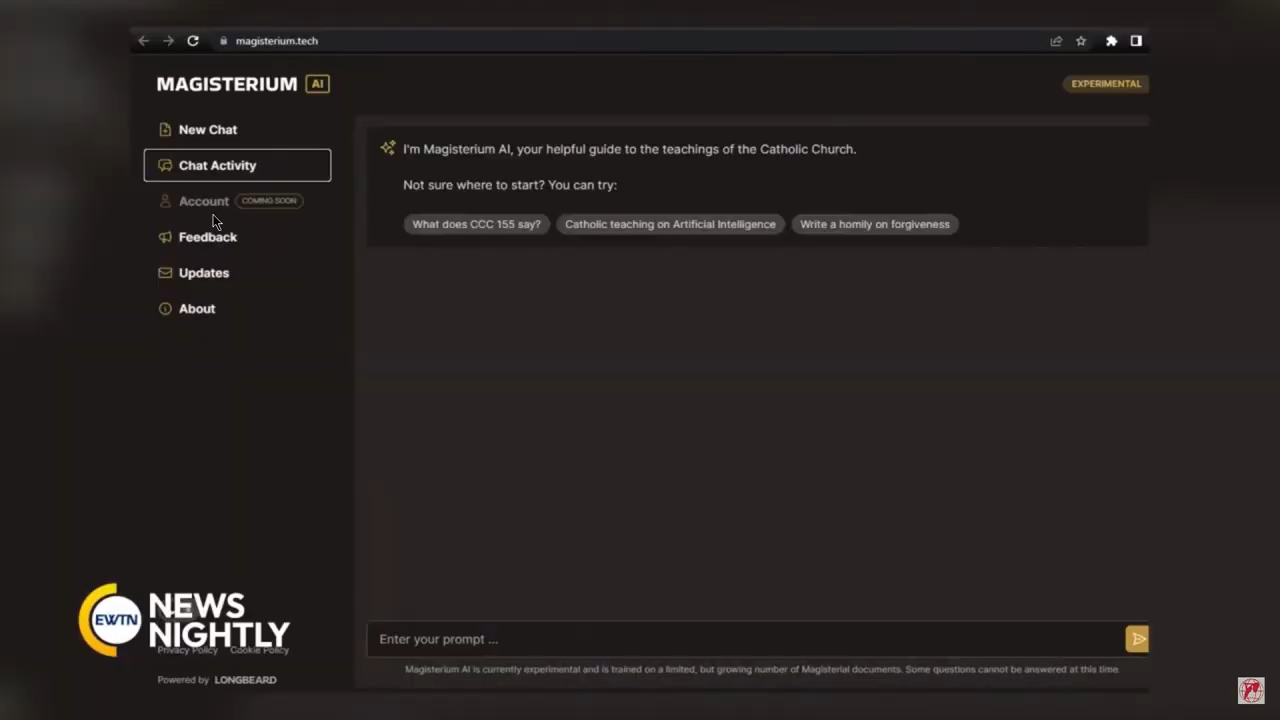 magisterium.tech
MAGISTERIUM AI
EXPERIMENTAL
New Chat
Chat Activity
Account COMING SOON
Feedback
Updates
About
I'm Magisterium AI, your helpful guide to the teachings of the Catholic Church.
Not sure where to start? You can try:
What does CCC 155 say? Catholic teaching on Artificial Intelligence Write a homily on forgiveness
Enter your prompt ...
Magisterium AI is currently experimental and is trained on a limited, but growing number of Magisterial documents. Some questions cannot be answered at this time.
EWTN NEWS
NIGHTLY
Privacy Policy Cookie Policy
Powered by LONGBEARD